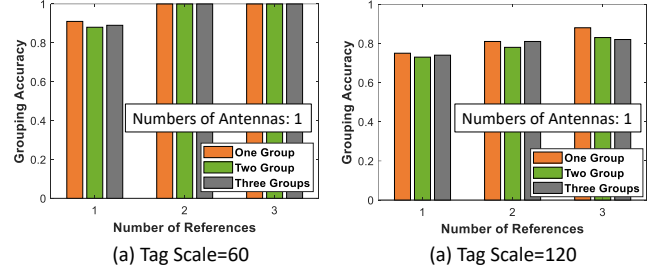 Grouping Accuracy
1
0.8
0.6
0.4
0.2
0
Numbers of Antennas: 1
One Group
Two Group
Three Groups
1 2 3
Number of References
(a) Tag Scale=60
Grouping Accuracy
1
0.8
0.6
0.4
0.2
0
Numbers of Antennas: 1
One Group
Two Group
Three Groups
1 2 3
Number of References
(a) Tag Scale=120